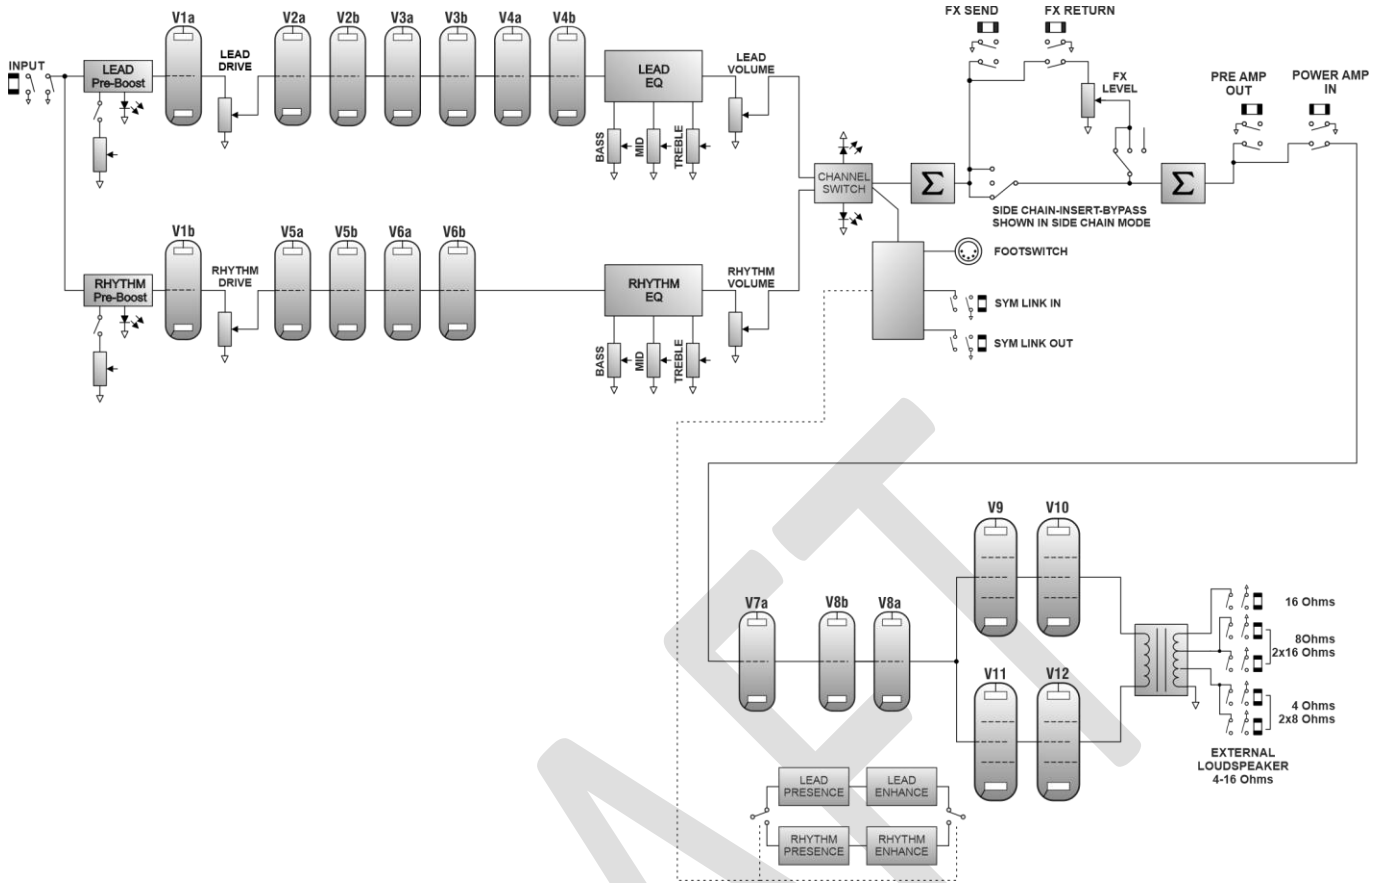 V1a
V2a
V2b
V3a
V3b
V4a
V4b
FX SEND
FX RETURN
INPUT
LEAD
Pre-Boost
LEAD
DRIVE
LEAD
EQ
LEAD
VOLUME
FX
LEVEL
PRE AMP
OUT
POWER AMP
IN
BASS
MID
TREBLE
CHANNEL
SWITCH
Σ
Σ
SIDE CHAIN-INSERT-BYPASS
SHOWN IN SIDE CHAIN MODE
V1b
V5a
V5b
V6a
V6b
RHYTHM
Pre-Boost
RHYTHM
DRIVE
RHYTHM
EQ
RHYTHM
VOLUME
FOOTSWITCH
SYM LINK IN
SYM LINK OUT
BASS
MID
TREBLE
V9
V10
V7a
V8b
V8a
16 Ohms
8Ohms
2x16 Ohms
V11
V12
4 Ohms
2x8 Ohms
EXTERNAL
LOUDSPEAKER
4-16 Ohms
LEAD
PRESENCE
LEAD
ENHANCE
RHYTHM
PRESENCE
RHYTHM
ENHANCE